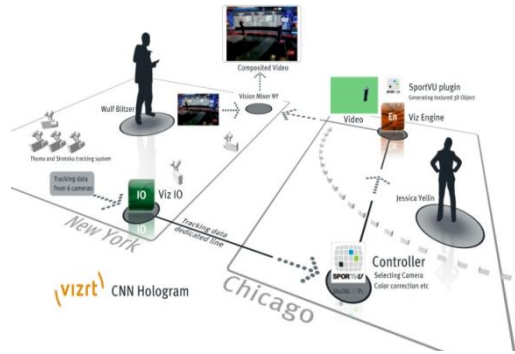 Composited Video
Wulf Blitzer
Vision Mixer NY
Video
SportVU plugin
Generating Textured 3D Object
En
Viz Engine
Thoma and Shotoku tracking system
Tracking data
from 6 cameras
IO
Viz IO
Jessica Yellin
New York
Tracking data
dedicated line
SPORTVU
Controller
Selecting Camera
Color correction etc
vizrt
CNN Hologram
Chicago